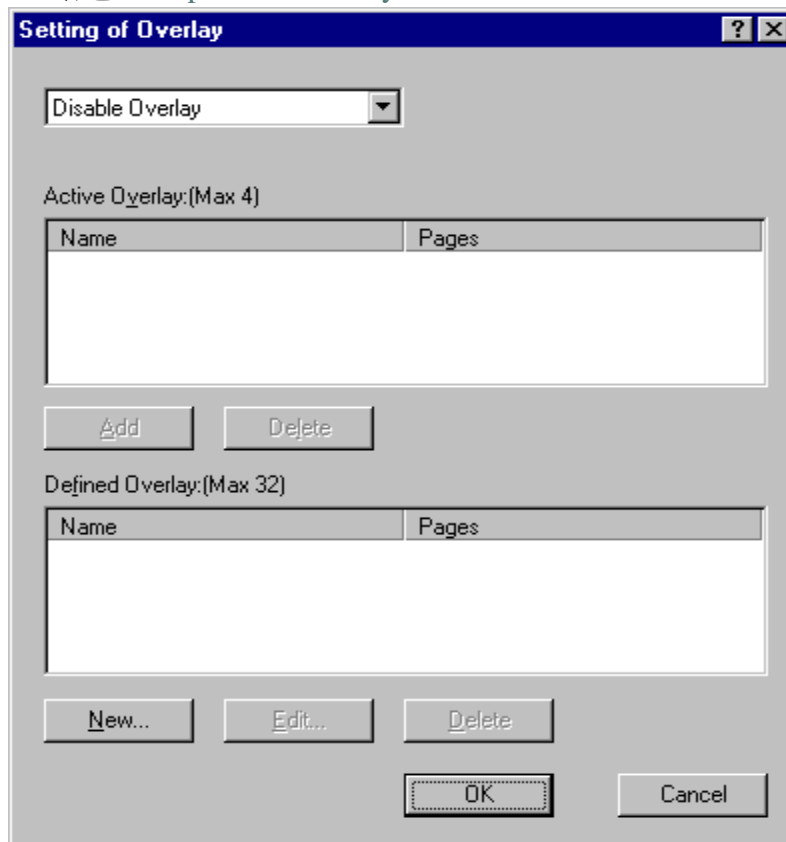 Setting of Overlay
Disable Overlay
Active Overlay:(Max 4)
Name Pages
Add Delete
Defined Overlay:(Max 32)
Name Pages
New... Edit... Delete
OK Cancel